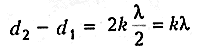 d₂ − d₁ = 2k λ/2 = kλ